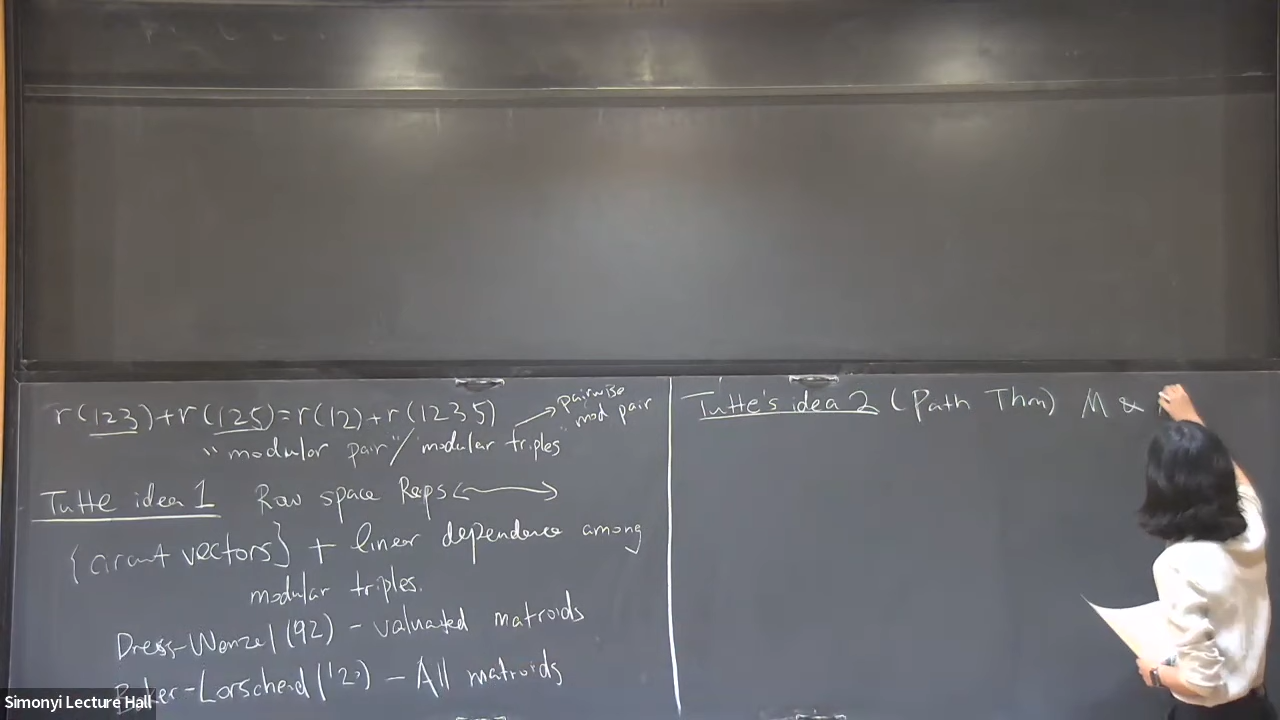 r(123)+r(125)=r(12)+r(1235)
pairwise
mod pair
"modular pair"/modular triples
Tutte idea 1 Row space Reps ⟷
{circuit vectors} + linear dependence among
modular triples.
Dress-Wenzel (92) - valuated matroids
Baker-Lorscheid ('2?) - All matroids
Tutte's idea 2 (Path Thm) M &
Simonyi Lecture Hall